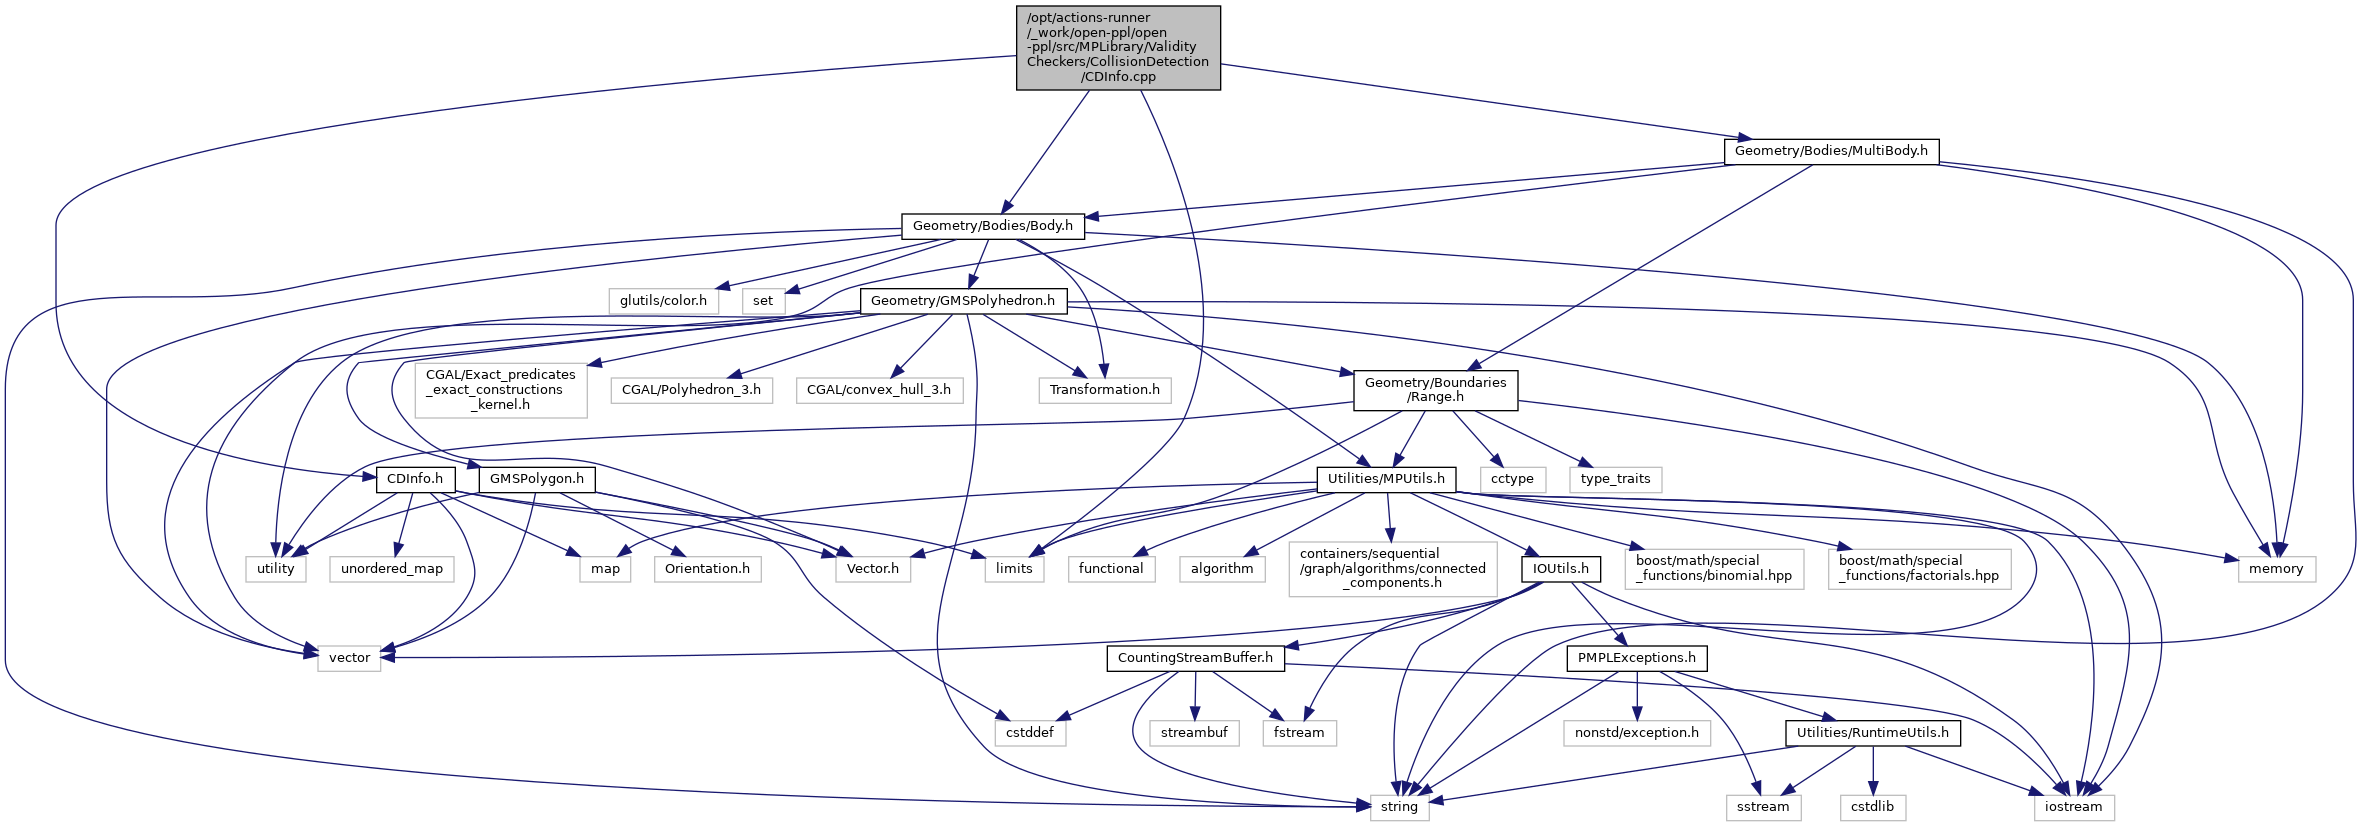 /opt/actions-runner
/_work/open-ppl/open
-ppl/src/MPLibrary/Validity
Checkers/CollisionDetection
/CDInfo.cpp
Geometry/Bodies/MultiBody.h
Geometry/Bodies/Body.h
glutils/color.h
set
Geometry/GMSPolyhedron.h
CGAL/Exact_predicates
_exact_constructions
_kernel.h
CGAL/Polyhedron_3.h
CGAL/convex_hull_3.h
Transformation.h
Geometry/Boundaries
/Range.h
CDInfo.h
GMSPolygon.h
Utilities/MPUtils.h
cctype
type_traits
utility
unordered_map
map
Orientation.h
Vector.h
limits
functional
algorithm
containers/sequential
/graph/algorithms/connected
_components.h
IOUtils.h
boost/math/special
_functions/binomial.hpp
boost/math/special
_functions/factorials.hpp
memory
vector
CountingStreamBuffer.h
PMPLExceptions.h
cstddef
streambuf
fstream
nonstd/exception.h
Utilities/RuntimeUtils.h
string
sstream
cstdlib
iostream